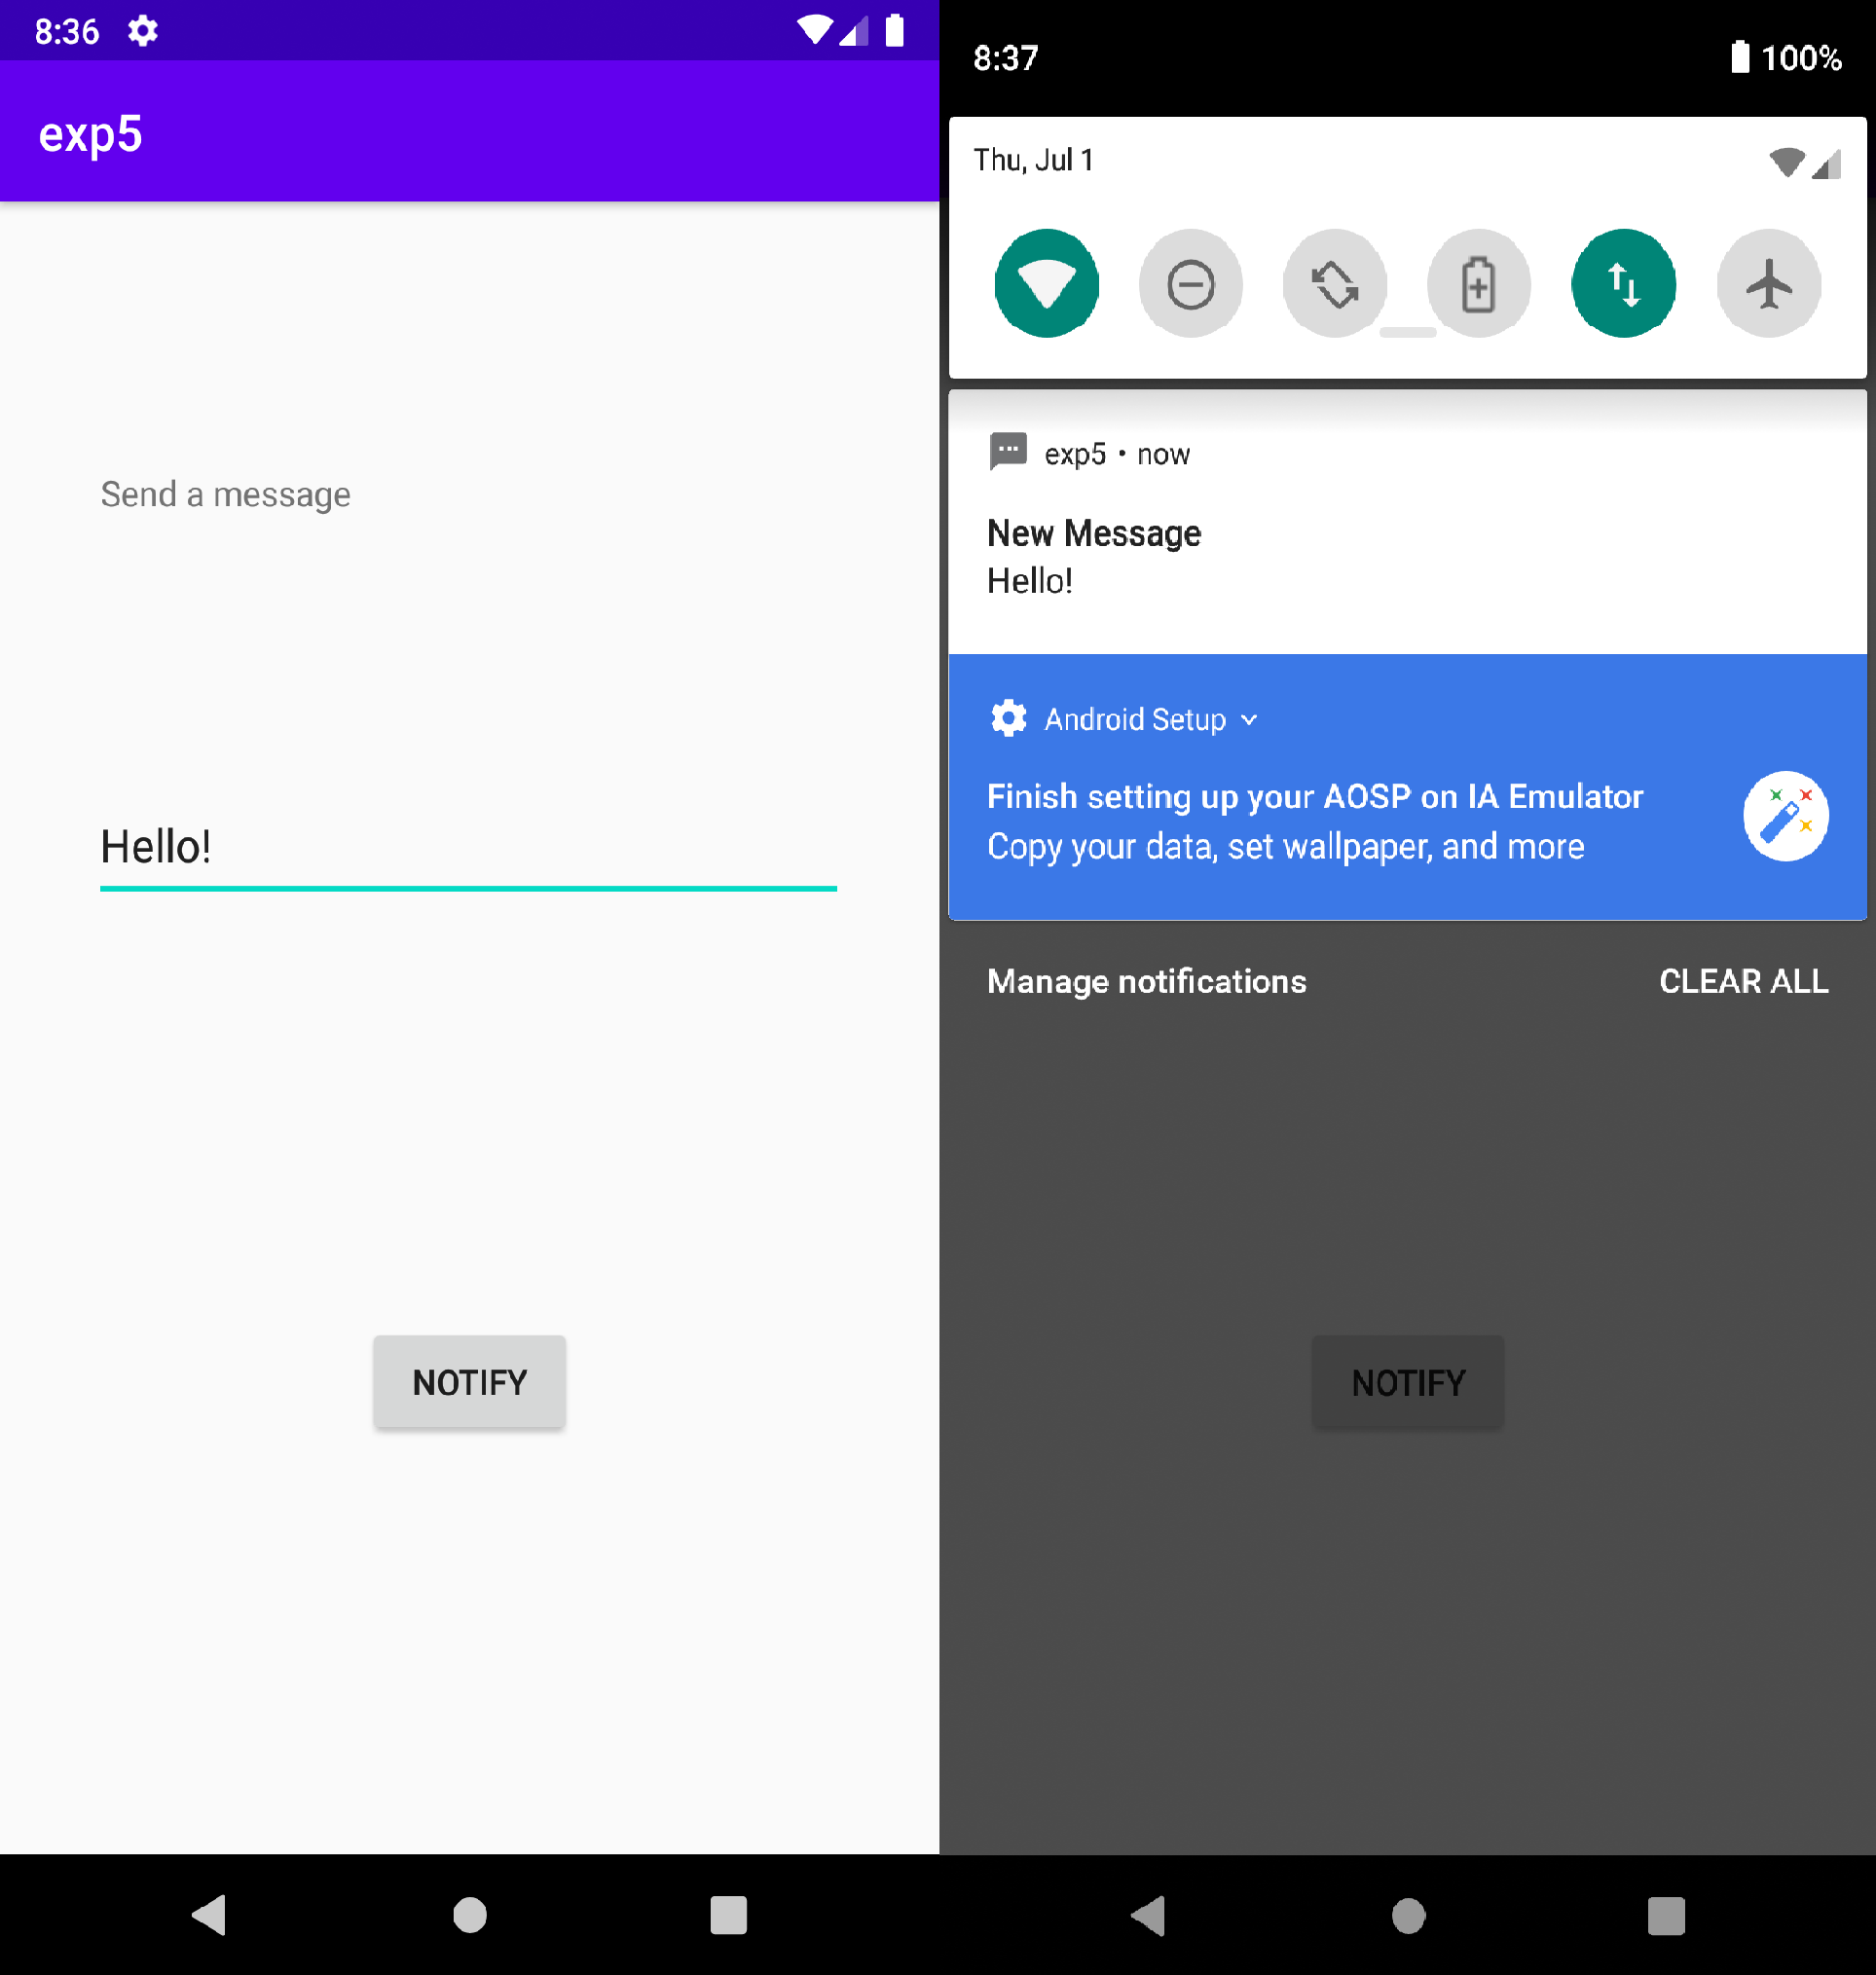 8:36
exp5
Send a message
Hello!
NOTIFY
8:37
100%
Thu, Jul 1
exp5 • now
New Message
Hello!
Android Setup
Finish setting up your AOSP on IA Emulator
Copy your data, set wallpaper, and more
Manage notifications
CLEAR ALL
NOTIFY